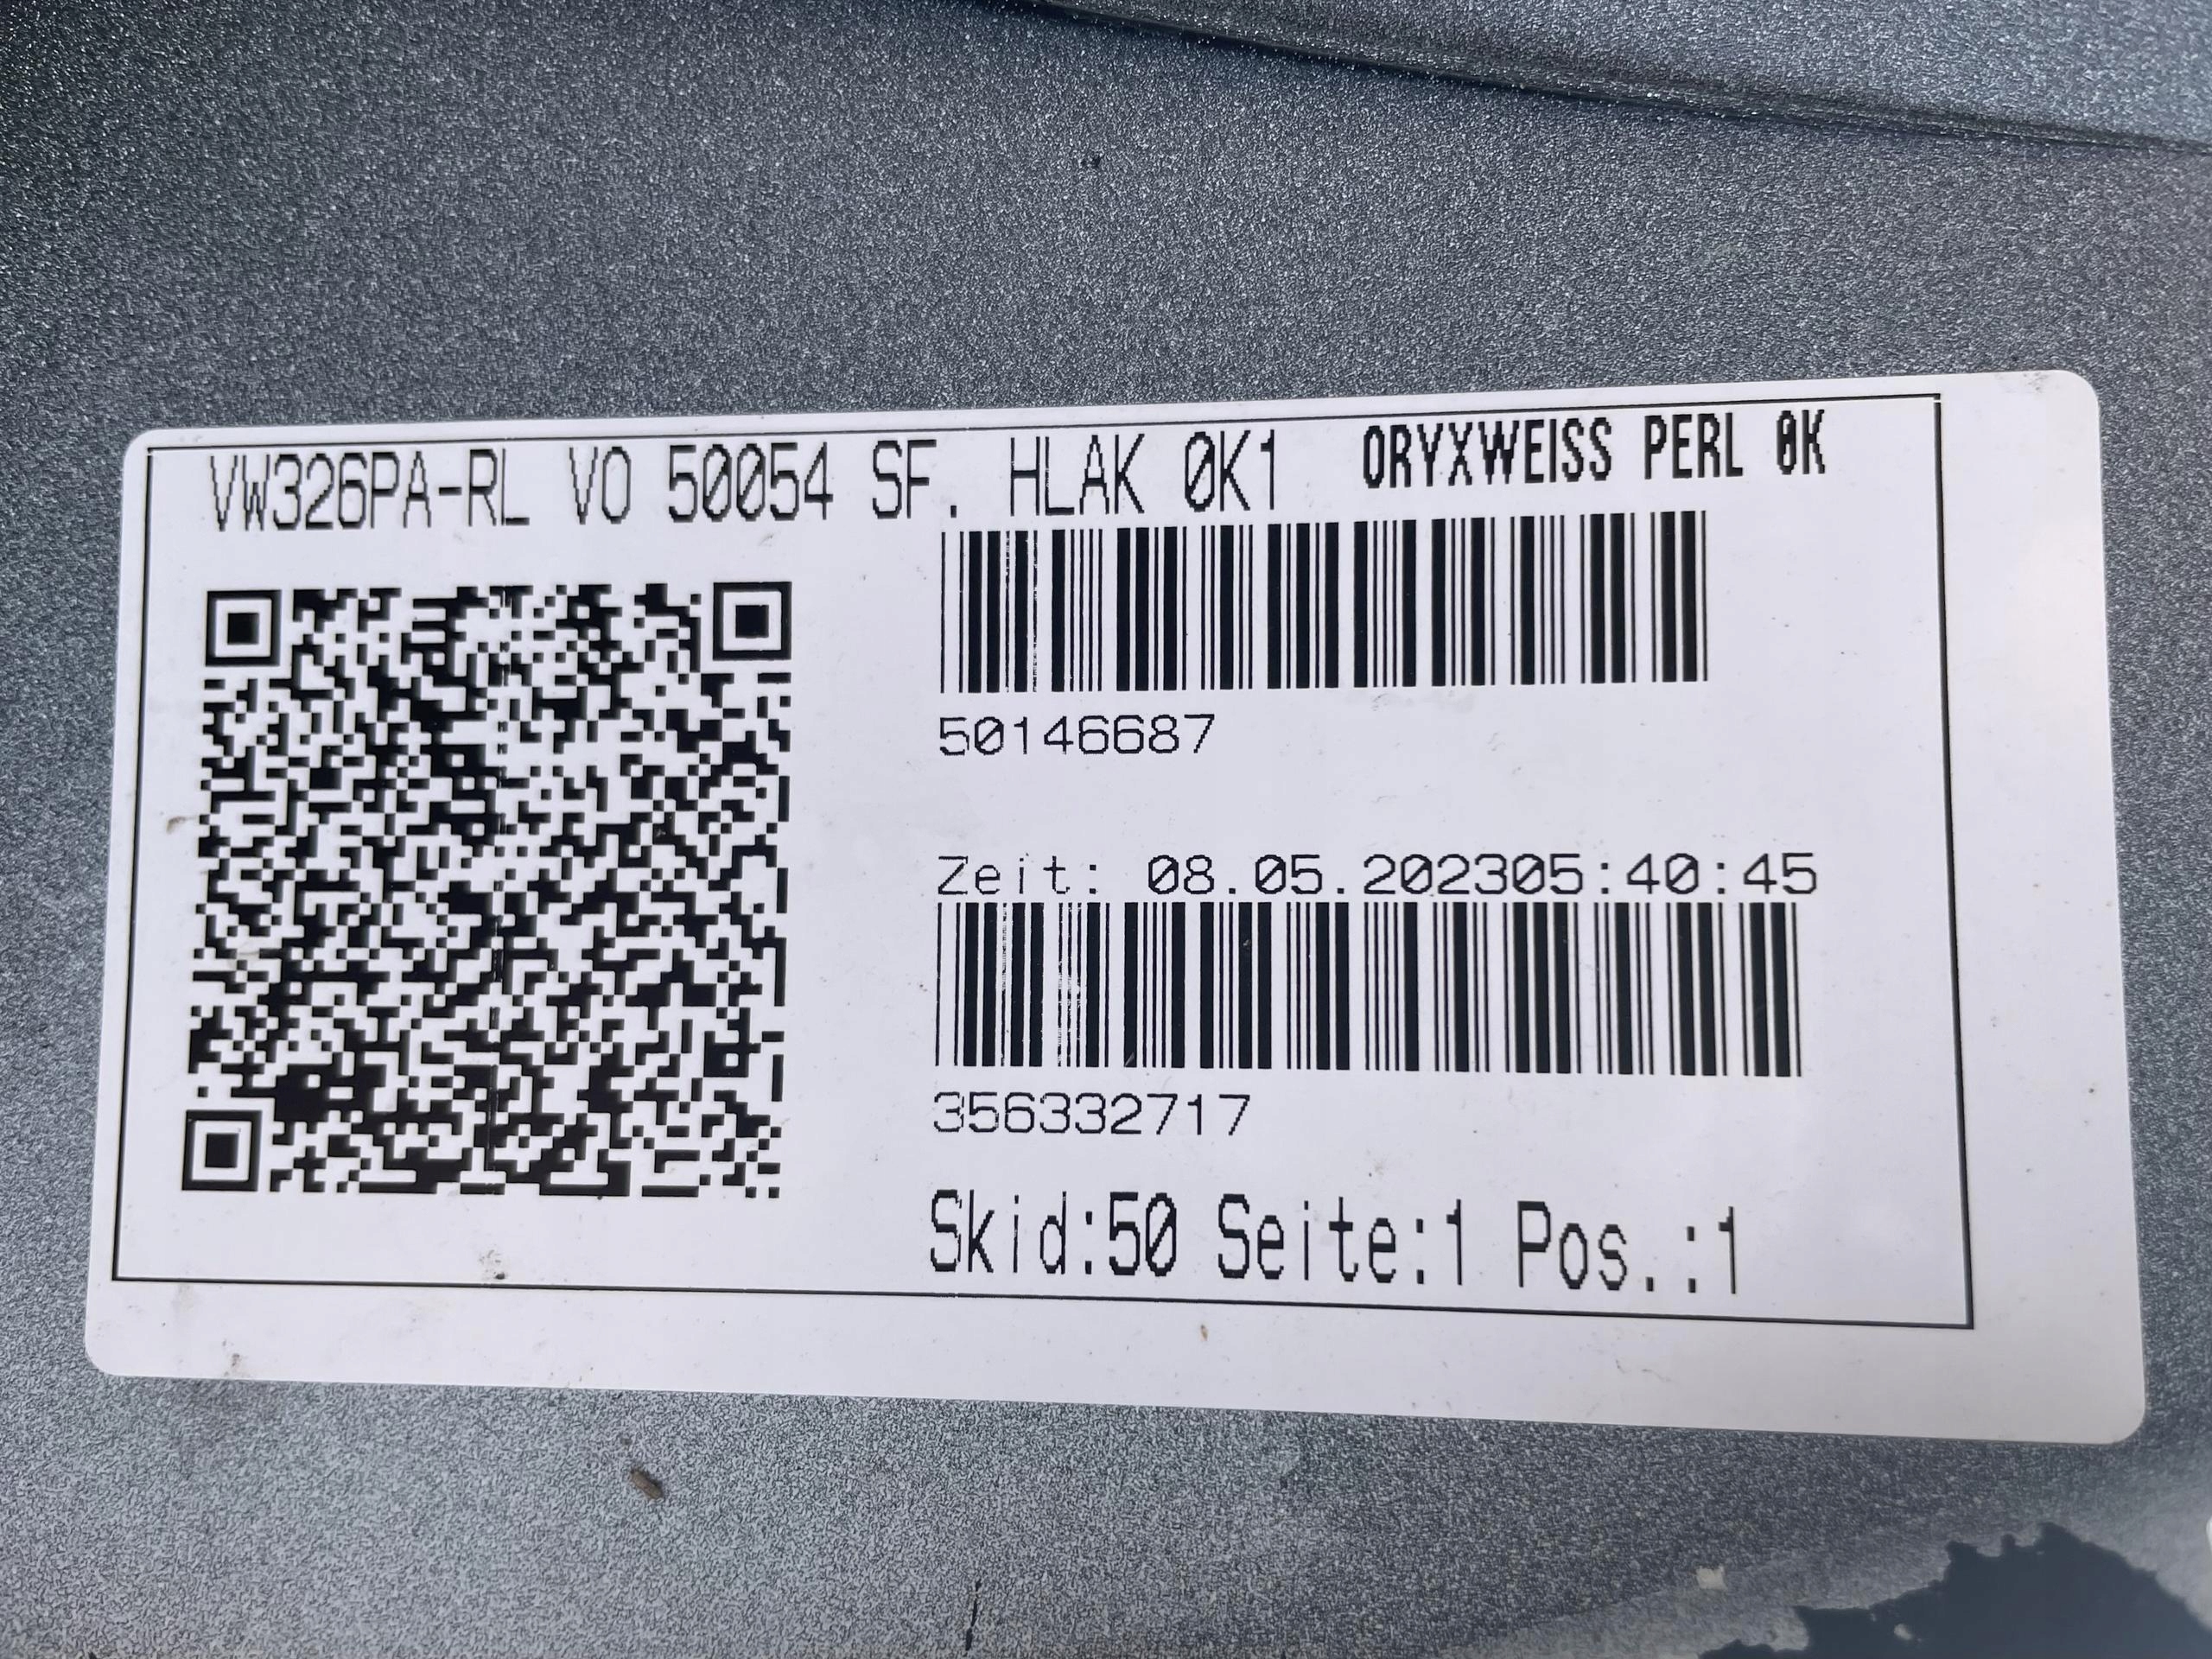 VW326PA-RL VO 50054 SF. HLAK 0K1 ORYXWEISS PERL 0K
50146687
Zeit: 08.05.202305:40:45
356332717
Skid:50 Seite:1 Pos.:1